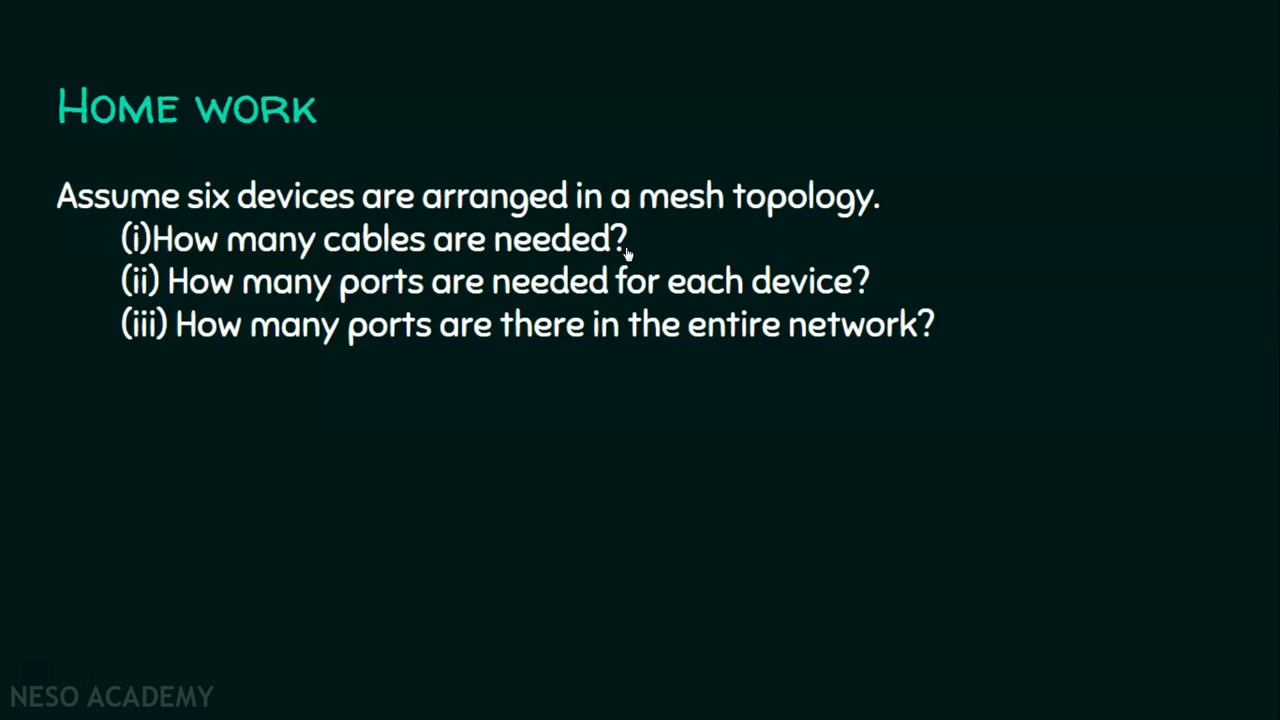 Home work
Assume six devices are arranged in a mesh topology.
(i)How many cables are needed?
(ii) How many ports are needed for each device?
(iii) How many ports are there in the entire network?
NESO ACADEMY